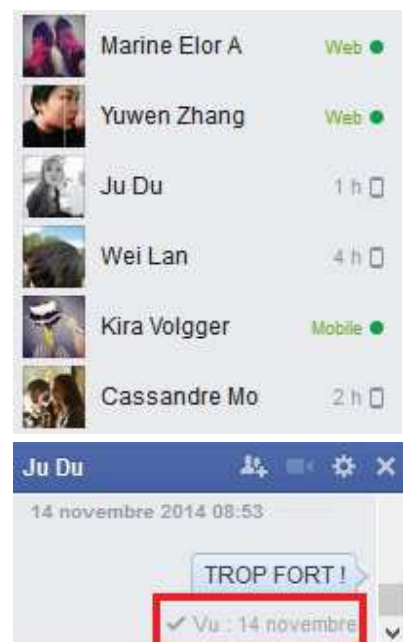 Marine Elor A Web
Yuwen Zhang Web
Ju Du 1 h
Wei Lan 4 h
Kira Volgger Mobile
Cassandre Mo 2 h
Ju Du
14 novembre 2014 08:53
TROP FORT !
Vu : 14 novembre